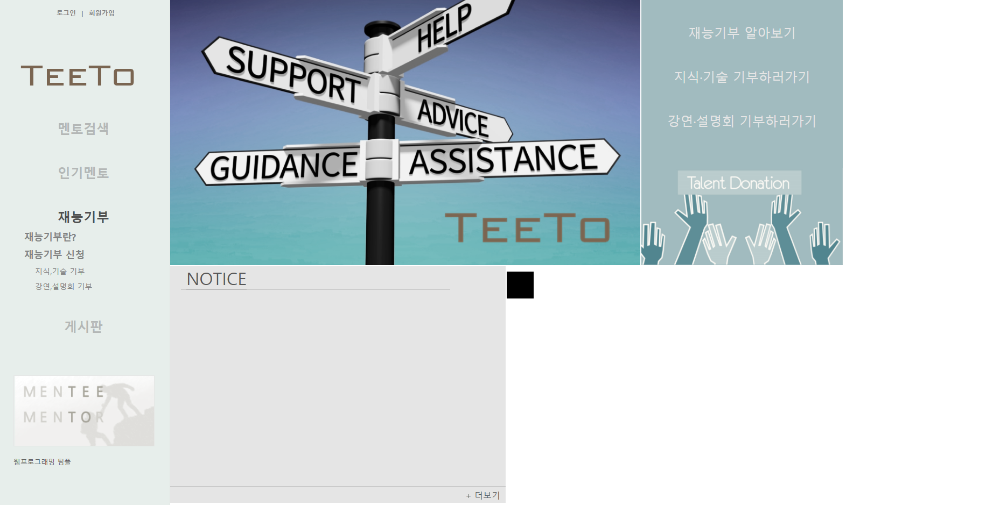 로그인 | 회원가입
TEETO
멘토검색
인기멘토
재능기부
재능기부란?
재능기부 신청
지식,기술 기부
강연,설명회 기부
게시판
MENTEE
MENTOR
웹프로그래밍 팀플
HELP
SUPPORT
ADVICE
GUIDANCE
ASSISTANCE
TEETO
재능기부 알아보기
지식·기술 기부하러가기
강연·설명회 기부하러가기
Talent Donation
NOTICE
+ 더보기